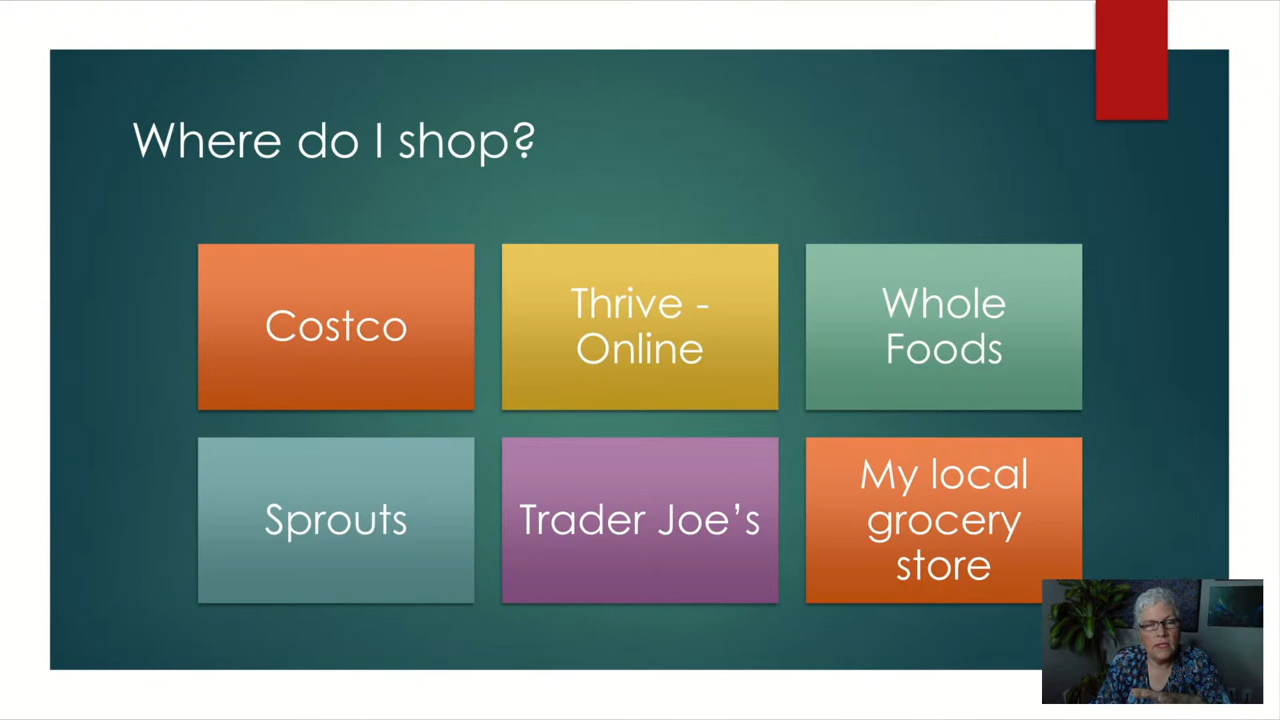 Where do I shop?
Costco
Thrive -
Online
Whole
Foods
Sprouts
Trader Joe’s
My local
grocery
store